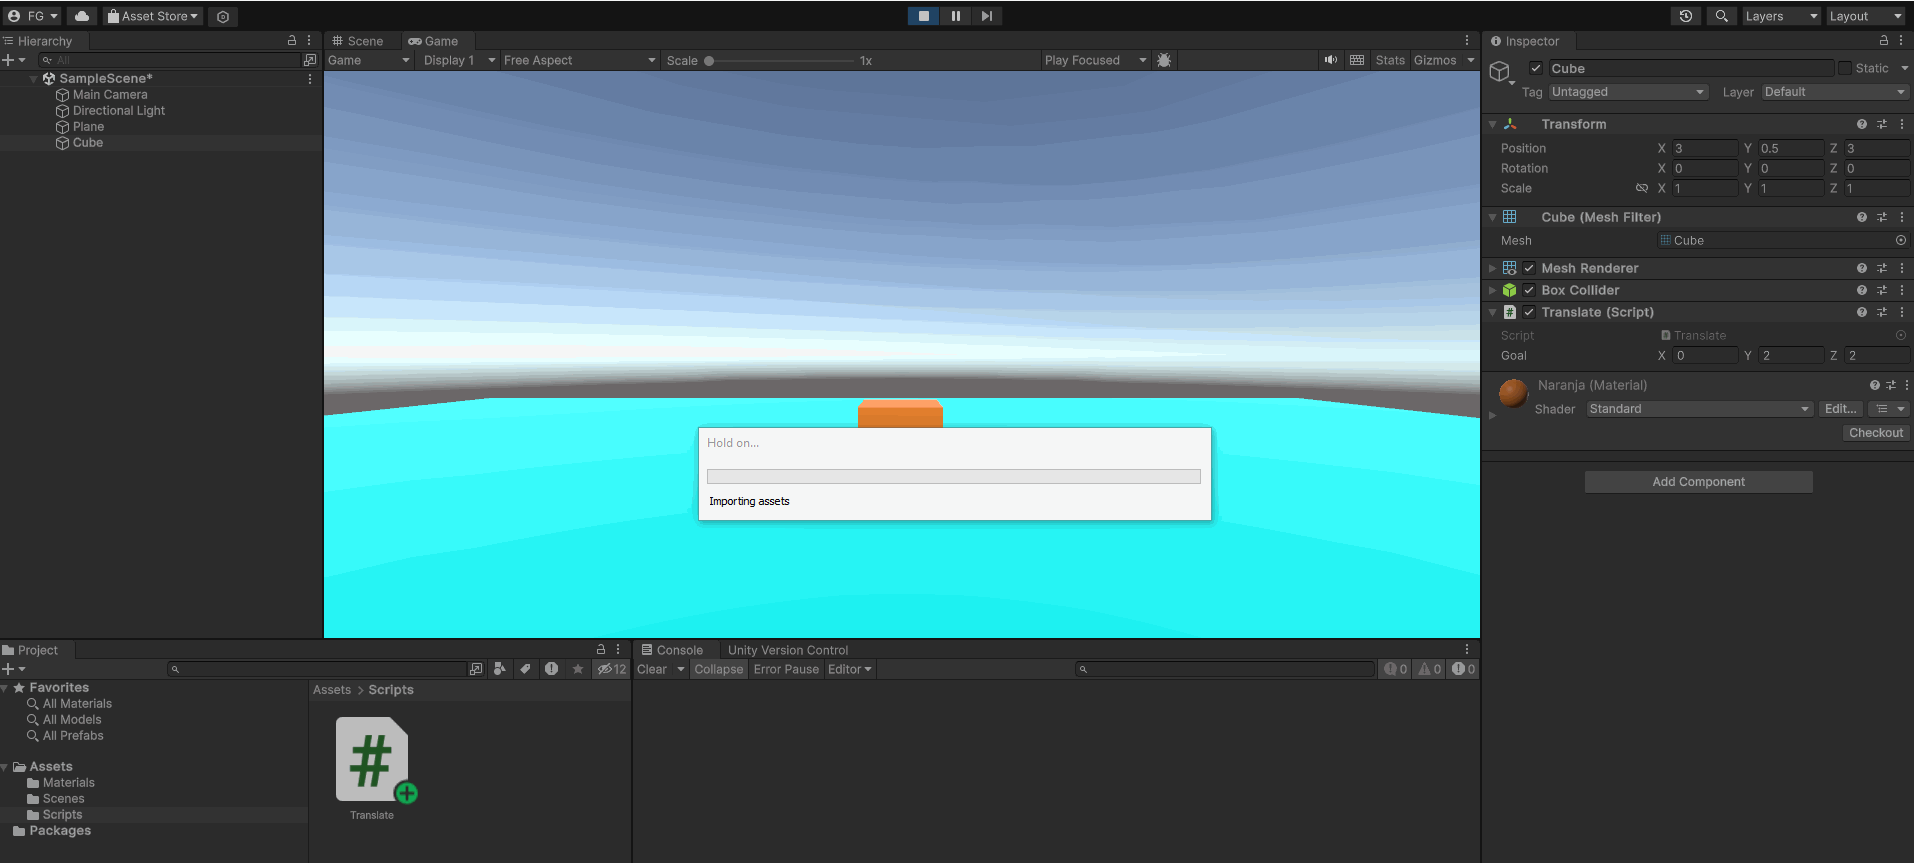 FG Asset Store Layers Layout
Hierarchy
All
SampleScene*
Main Camera
Directional Light
Plane
Cube
Scene Game
Game Display 1 Free Aspect Scale 1x Play Focused Stats Gizmos
Hold on...
Importing assets
Inspector
Cube Static
Tag Untagged Layer Default
Transform
Position X 3 Y 0.5 Z 3
Rotation X 0 Y 0 Z 0
Scale X 1 Y 1 Z 1
Cube (Mesh Filter)
Mesh Cube
Mesh Renderer
Box Collider
# Translate (Script)
Script Translate
Goal X 0 Y 2 Z 2
Naranja (Material)
Shader Standard Edit...
Checkout
Add Component
Project
12
Favorites
All Materials
All Models
All Prefabs
Assets
Materials
Scenes
Scripts
Packages
Assets > Scripts
#
Translate
Console Unity Version Control
Clear Collapse Error Pause Editor 0 0 0